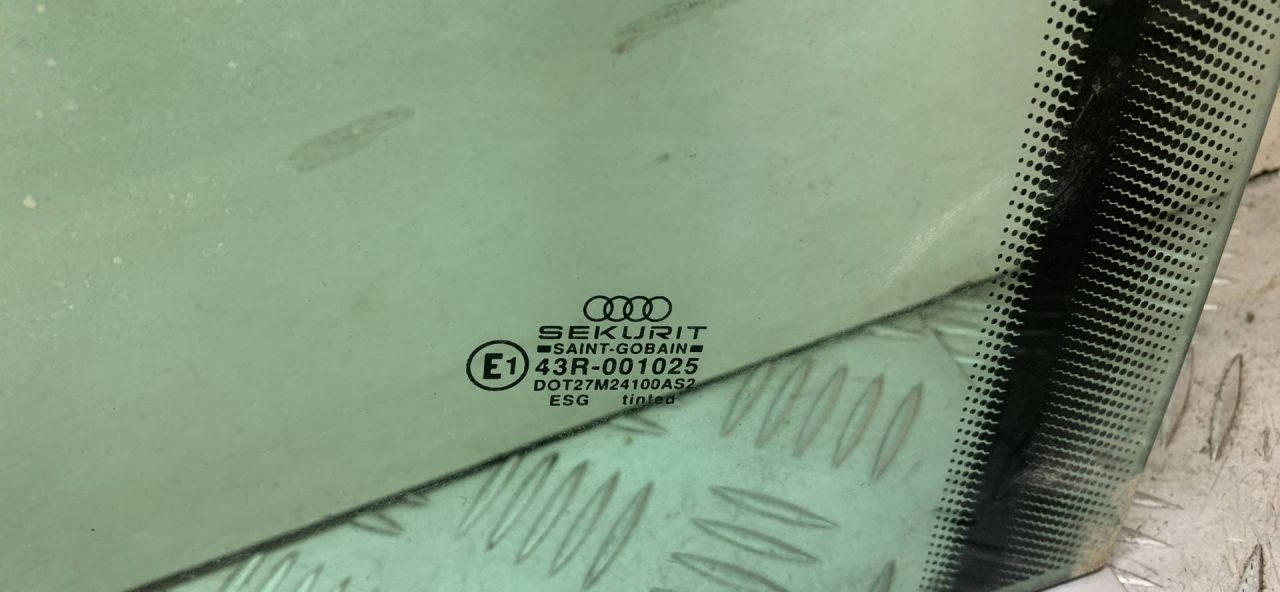 SEKURIT
SAINT-GOBAIN
E1 43R-001025
DOT27M24100AS2
ESG tinted